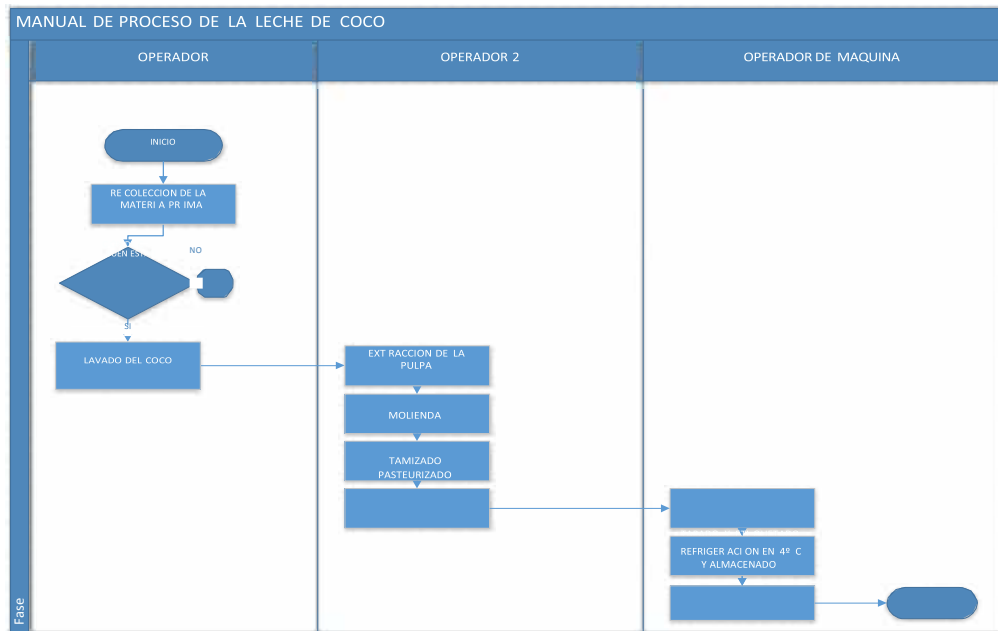 MANUAL DE PROCESO DE LA LECHE DE COCO
OPERADOR
OPERADOR 2
OPERADOR DE MAQUINA
INICIO
RE COLECCION DE LA
MATERI A PR IMA
NO
SI
LAVADO DEL COCO
EXT RACCION DE LA
PULPA
MOLIENDA
TAMIZADO
PASTEURIZADO
REFRIGER ACI ON EN 4º C
Y ALMACENADO
Fase